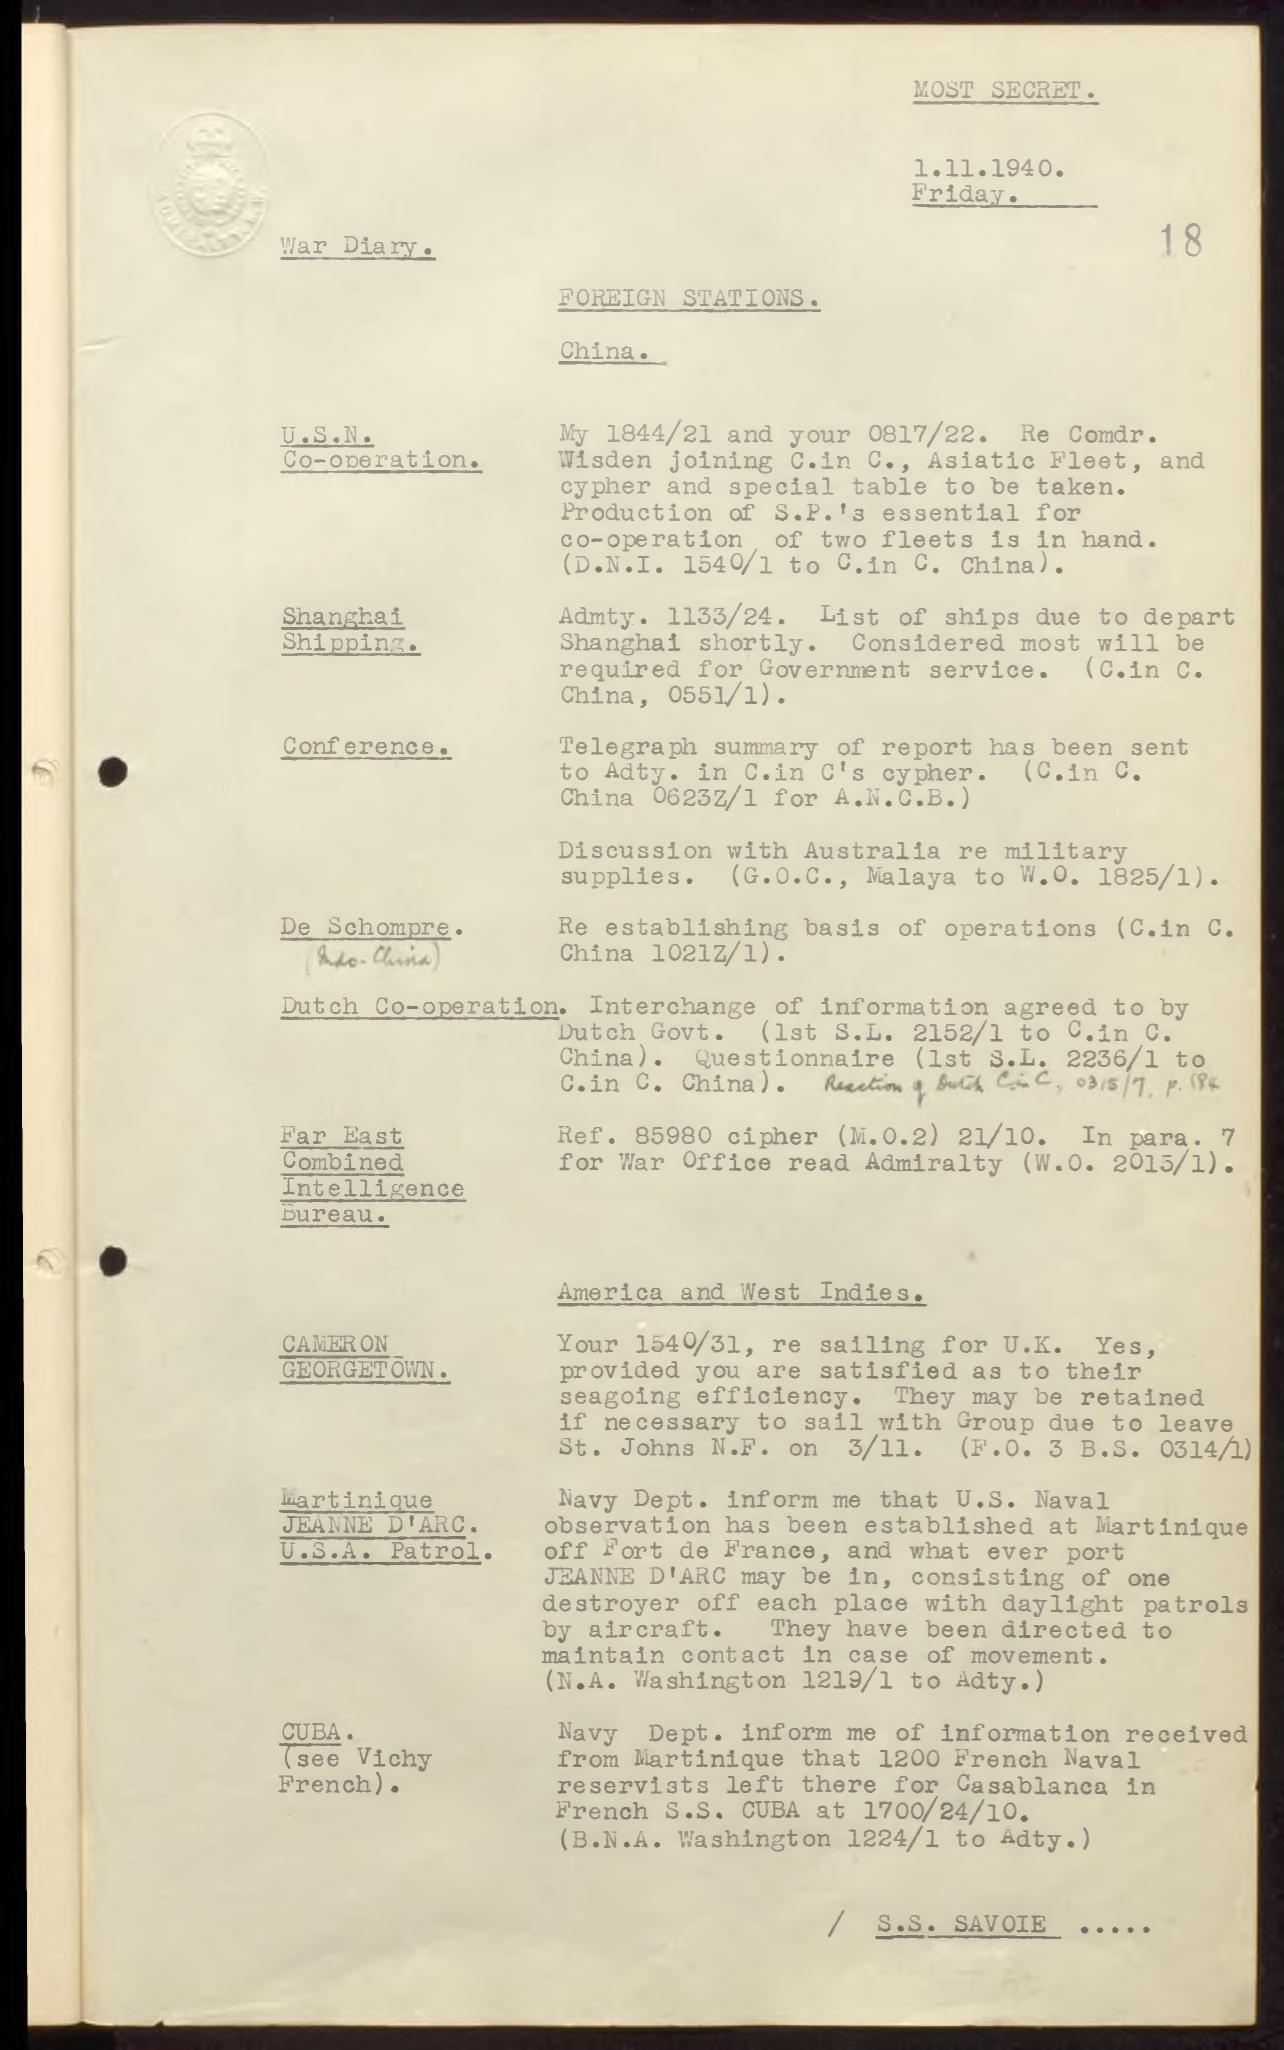 MOST SECRET.
1.11.1940.
Friday.
18
War Diary.
FOREIGN STATIONS.
China.
U.S.N.
Co-operation.
My 1844/21 and your 0817/22. Re Comdr.
Wisden joining C.in C., Asiatic Fleet, and
cypher and special table to be taken.
Production of S.P.'s essential for
co-operation of two fleets is in hand.
(D.N.I. 1540/1 to C.in C. China).
Shanghai
Shipping.
Admty. 1133/24. List of ships due to depart
Shanghai shortly. Considered most will be
required for Government service. (C.in C.
China, 0551/1).
Conference.
Telegraph summary of report has been sent
to Adty. in C.in C's cypher. (C.in C.
China 0623Z/1 for A.N.C.B.)
Discussion with Australia re military
supplies. (G.O.C., Malaya to W.O. 1825/1).
De Schompre.
(Indo-China)
Re establishing basis of operations (C.in C.
China 1021Z/1).
Dutch Co-operation. Interchange of information agreed to by
Dutch Govt. (1st S.L. 2152/1 to C.in C.
China). Questionnaire (1st S.L. 2236/1 to
C.in C. China). Reaction of Dutch C in C, 0315/7, p. 184
Far East
Combined
Intelligence
Bureau.
Ref. 85980 cipher (M.O.2) 21/10. In para. 7
for War Office read Admiralty (W.O. 2015/1).
America and West Indies.
CAMERON
GEORGETOWN.
Your 1540/31, re sailing for U.K. Yes,
provided you are satisfied as to their
seagoing efficiency. They may be retained
if necessary to sail with Group due to leave
St. Johns N.F. on 3/11. (F.O. 3 B.S. 0314/1)
Martinique
JEANNE D'ARC.
U.S.A. Patrol.
Navy Dept. inform me that U.S. Naval
observation has been established at Martinique
off Fort de France, and what ever port
JEANNE D'ARC may be in, consisting of one
destroyer off each place with daylight patrols
by aircraft. They have been directed to
maintain contact in case of movement.
(N.A. Washington 1219/1 to Adty.)
CUBA.
(see Vichy
French).
Navy Dept. inform me of information received
from Martinique that 1200 French Naval
reservists left there for Casablanca in
French S.S. CUBA at 1700/24/10.
(B.N.A. Washington 1224/1 to Adty.)
/ S.S. SAVOIE .....